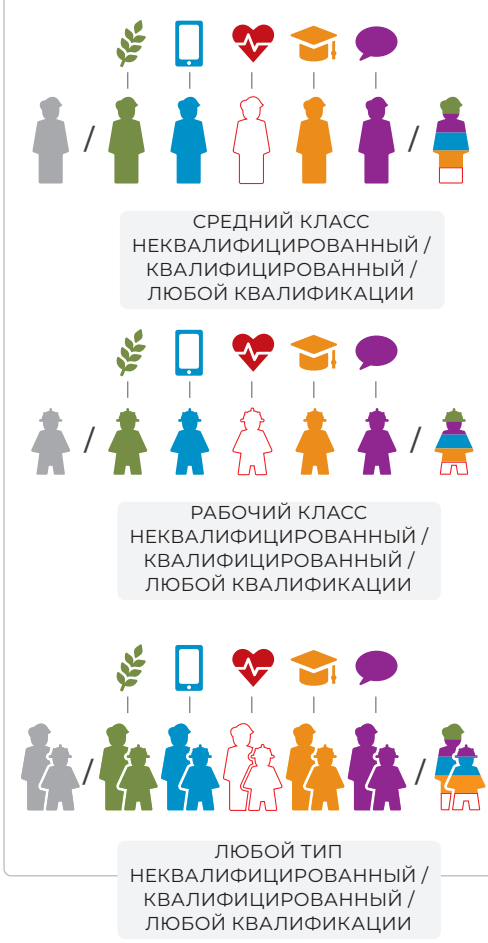 / /
СРЕДНИЙ КЛАСС
НЕКВАЛИФИЦИРОВАННЫЙ /
КВАЛИФИЦИРОВАННЫЙ /
ЛЮБОЙ КВАЛИФИКАЦИИ
/ /
РАБОЧИЙ КЛАСС
НЕКВАЛИФИЦИРОВАННЫЙ /
КВАЛИФИЦИРОВАННЫЙ /
ЛЮБОЙ КВАЛИФИКАЦИИ
/ /
ЛЮБОЙ ТИП
НЕКВАЛИФИЦИРОВАННЫЙ /
КВАЛИФИЦИРОВАННЫЙ /
ЛЮБОЙ КВАЛИФИКАЦИИ